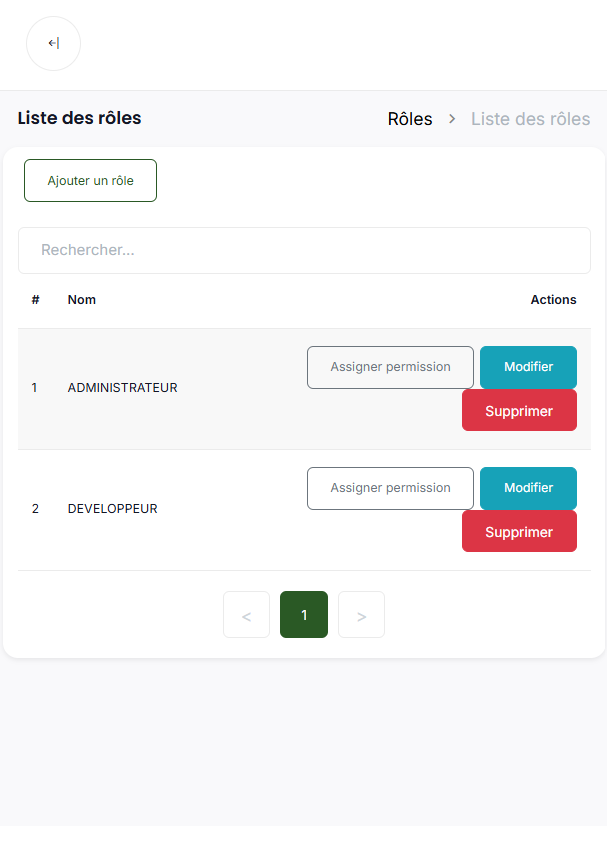 Liste des rôles
Rôles > Liste des rôles
Ajouter un rôle
Rechercher...
# Nom Actions
1 ADMINISTRATEUR Assigner permission Modifier
Supprimer
2 DEVELOPPEUR Assigner permission Modifier
Supprimer
< 1 >